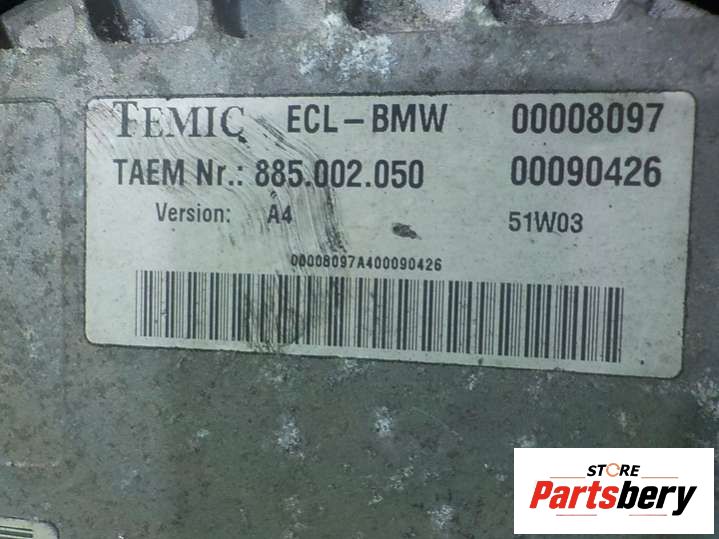 TEMIC ECL-BMW 00008097
TAEM Nr.: 885.002.050 00090426
Version: A4 51W03
00008097A400090426
STORE
Partsbery